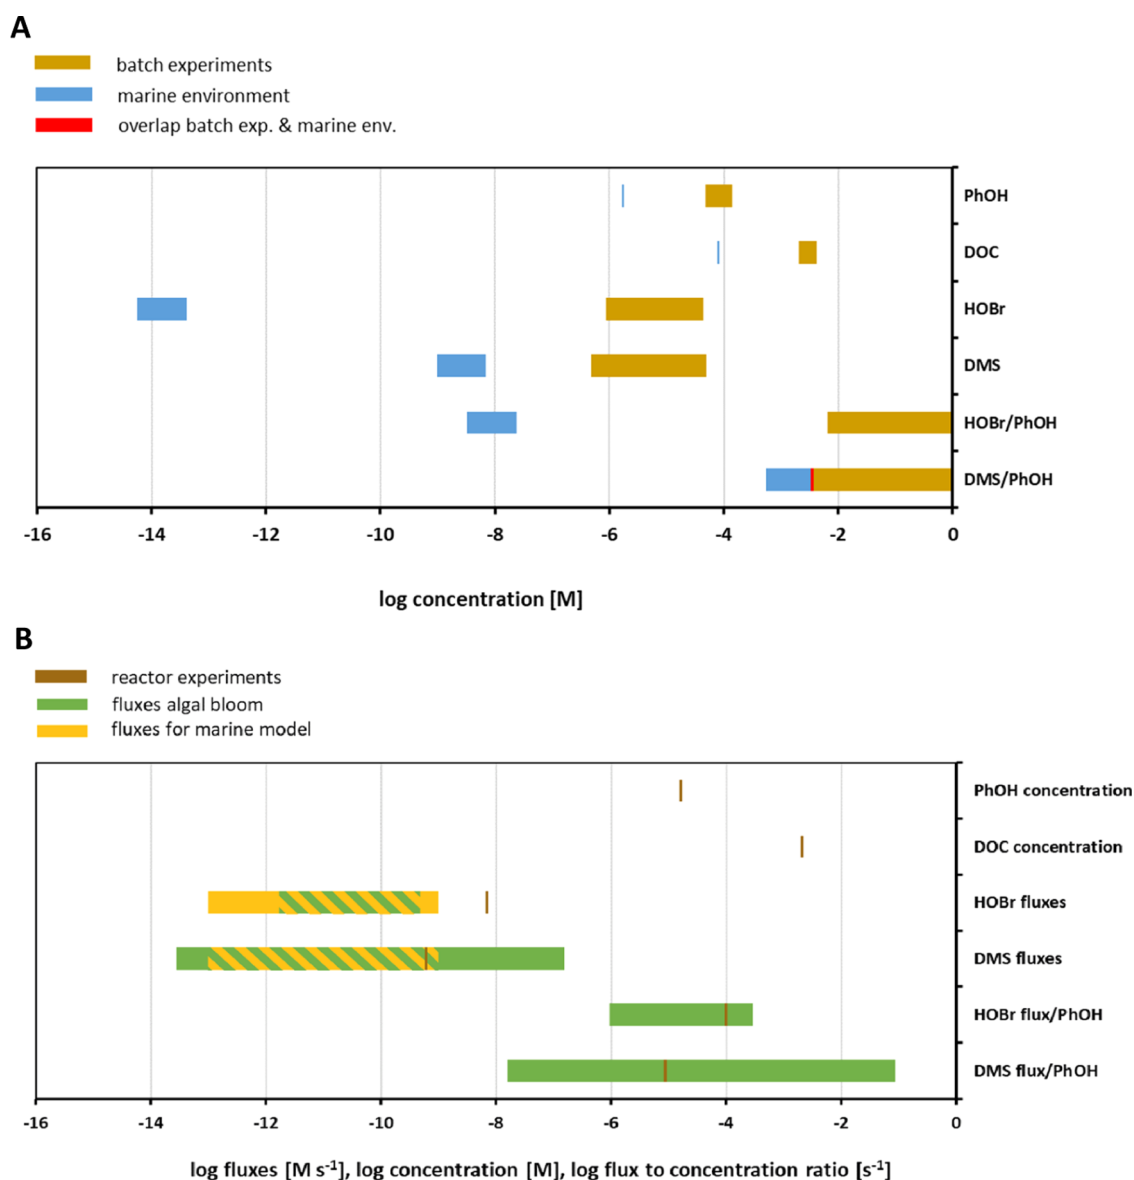 A
batch experiments
marine environment
overlap batch exp. & marine env.
PhOH
DOC
HOBr
DMS
HOBr/PhOH
DMS/PhOH
-16 -14 -12 -10 -8 -6 -4 -2 0
log concentration [M]
B
reactor experiments
fluxes algal bloom
fluxes for marine model
PhOH concentration
DOC concentration
HOBr fluxes
DMS fluxes
HOBr flux/PhOH
DMS flux/PhOH
-16 -14 -12 -10 -8 -6 -4 -2 0
log fluxes [M s⁻¹], log concentration [M], log flux to concentration ratio [s⁻¹]